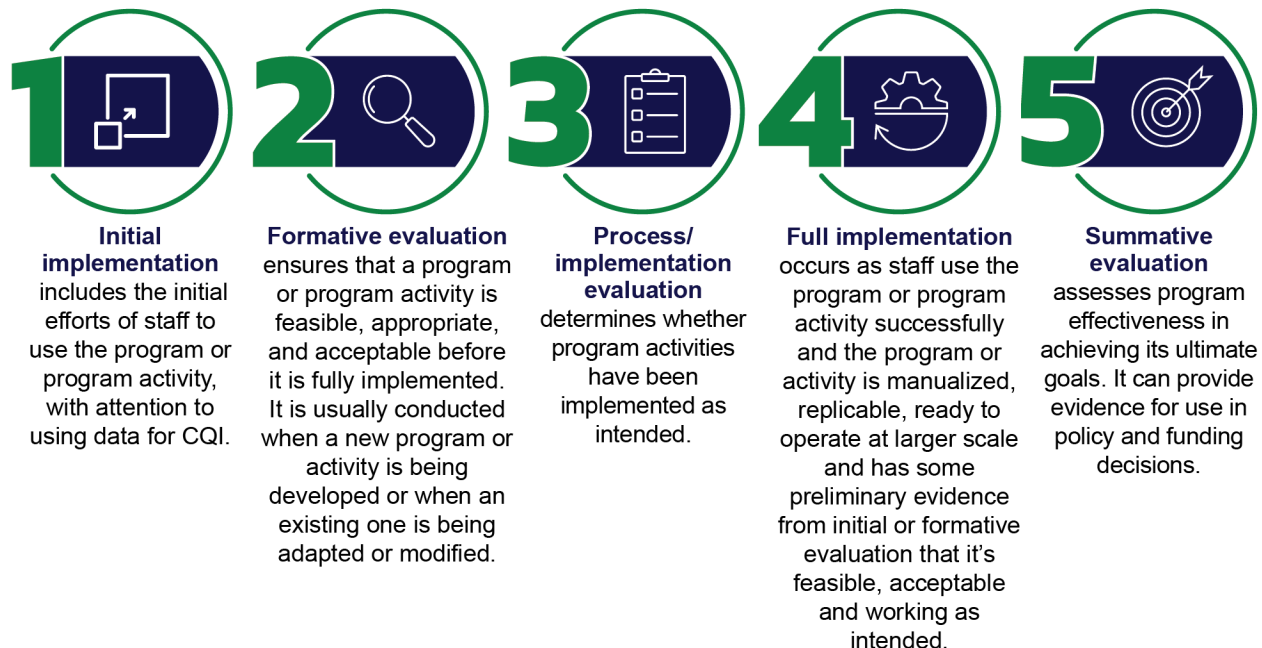 1
Initial
implementation
includes the initial
efforts of staff to
use the program or
program activity,
with attention to
using data for CQI.
2
Formative evaluation
ensures that a program
or program activity is
feasible, appropriate,
and acceptable before
it is fully implemented.
It is usually conducted
when a new program or
activity is being
developed or when an
existing one is being
adapted or modified.
3
Process/
implementation
evaluation
determines whether
program activities
have been
implemented as
intended.
4
Full implementation
occurs as staff use the
program or program
activity successfully
and the program or
activity is manualized,
replicable, ready to
operate at larger scale
and has some
preliminary evidence
from initial or formative
evaluation that it’s
feasible, acceptable
and working as
intended.
5
Summative
evaluation
assesses program
effectiveness in
achieving its ultimate
goals. It can provide
evidence for use in
policy and funding
decisions.